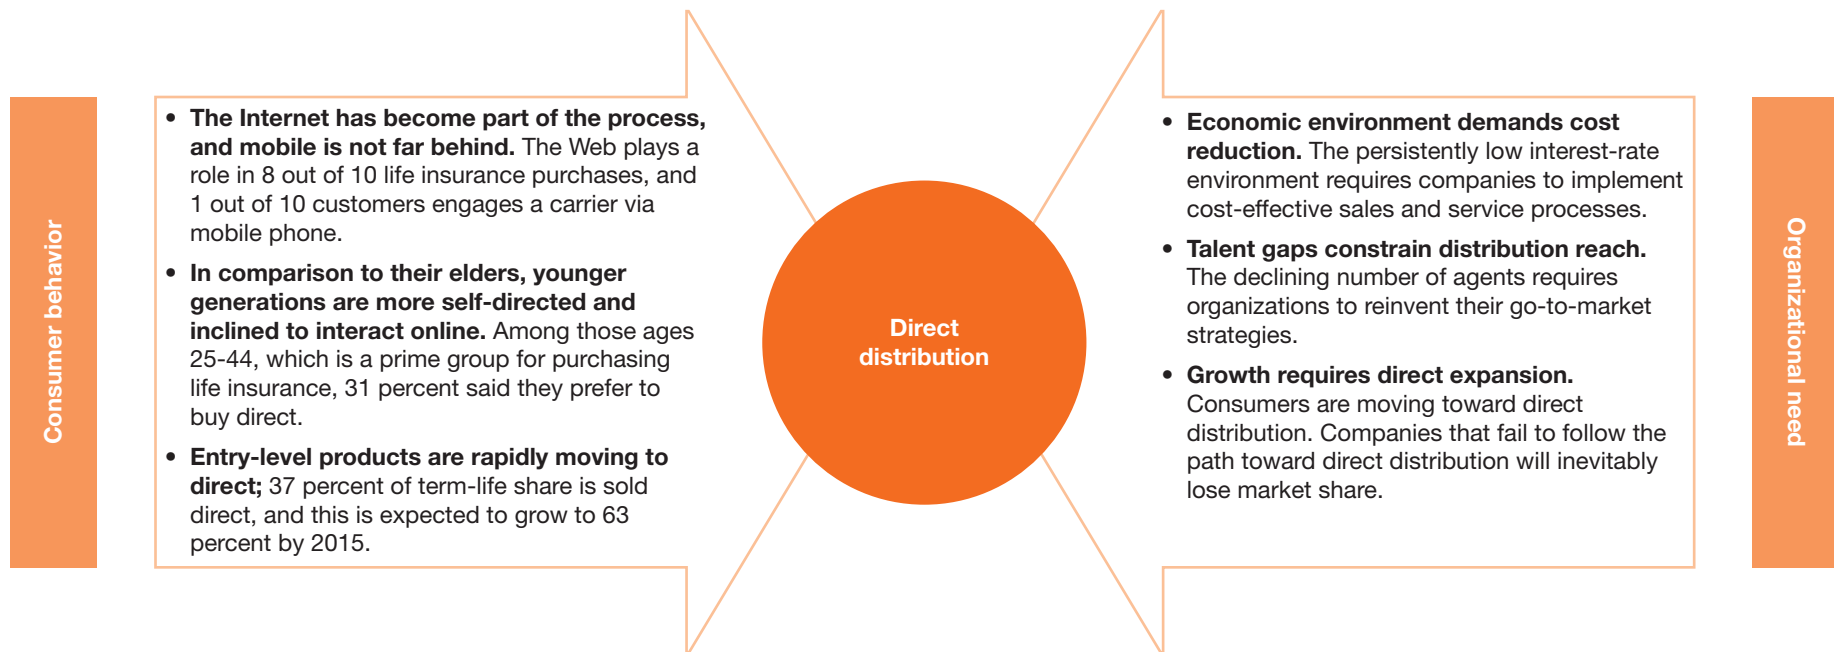 Consumer behavior
• The Internet has become part of the process,
and mobile is not far behind. The Web plays a
role in 8 out of 10 life insurance purchases, and
1 out of 10 customers engages a carrier via
mobile phone.
• In comparison to their elders, younger
generations are more self-directed and
inclined to interact online. Among those ages
25-44, which is a prime group for purchasing
life insurance, 31 percent said they prefer to
buy direct.
• Entry-level products are rapidly moving to
direct; 37 percent of term-life share is sold
direct, and this is expected to grow to 63
percent by 2015.
Direct
distribution
• Economic environment demands cost
reduction. The persistently low interest-rate
environment requires companies to implement
cost-effective sales and service processes.
• Talent gaps constrain distribution reach.
The declining number of agents requires
organizations to reinvent their go-to-market
strategies.
• Growth requires direct expansion.
Consumers are moving toward direct
distribution. Companies that fail to follow the
path toward direct distribution will inevitably
lose market share.
Organizational need